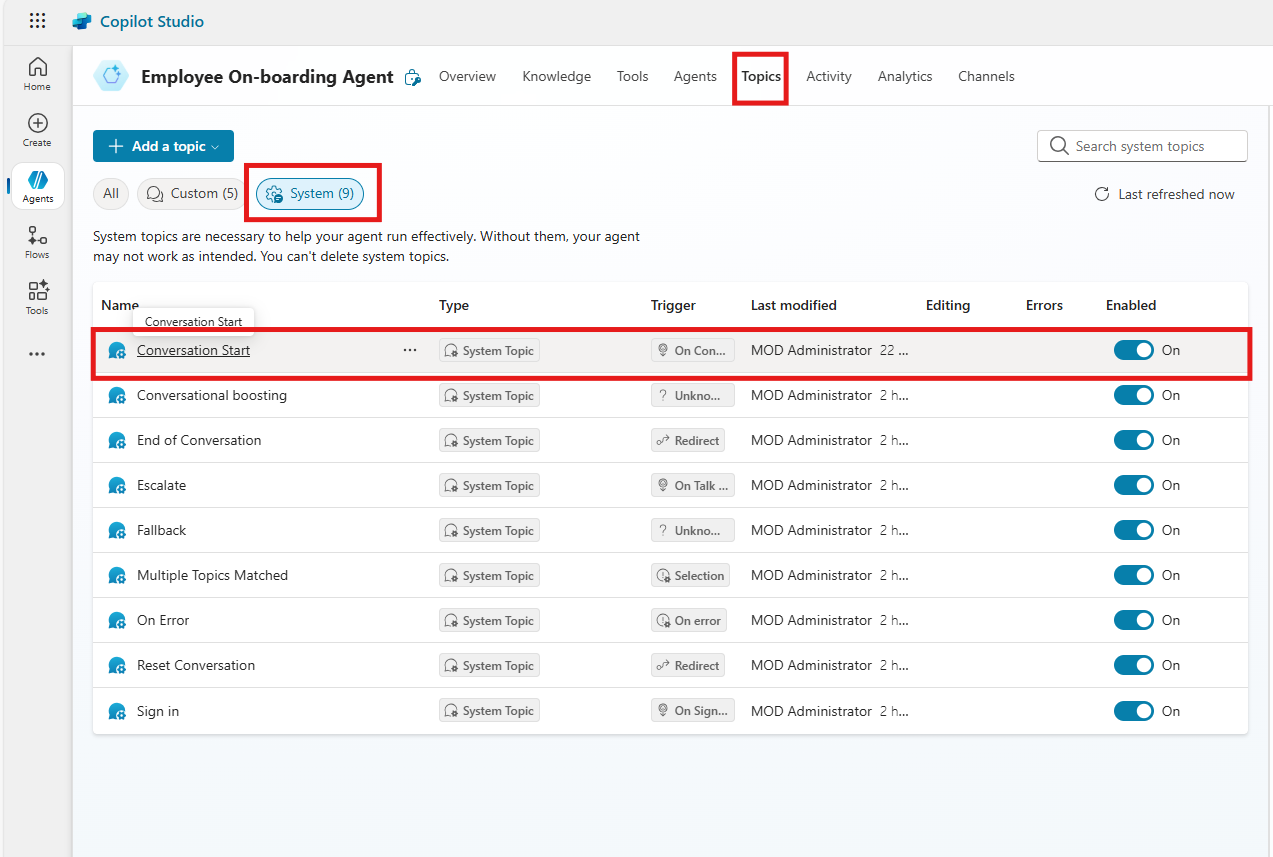 Copilot Studio
Home
Create
Agents
Flows
Tools
Employee On-boarding Agent
Overview
Knowledge
Tools
Agents
Topics
Activity
Analytics
Channels
Add a topic
Search system topics
All
Custom (5)
System (9)
Last refreshed now
System topics are necessary to help your agent run effectively. Without them, your agent
may not work as intended. You can't delete system topics.
Name Type Trigger Last modified Editing Errors Enabled
Conversation Start
Conversation Start ... System Topic On Con... MOD Administrator 22 ... On
Conversational boosting System Topic ? Unkno... MOD Administrator 2 h... On
End of Conversation System Topic Redirect MOD Administrator 2 h... On
Escalate System Topic On Talk ... MOD Administrator 2 h... On
Fallback System Topic ? Unkno... MOD Administrator 2 h... On
Multiple Topics Matched System Topic Selection MOD Administrator 2 h... On
On Error System Topic On error MOD Administrator 2 h... On
Reset Conversation System Topic Redirect MOD Administrator 2 h... On
Sign in System Topic On Sign... MOD Administrator 2 h... On